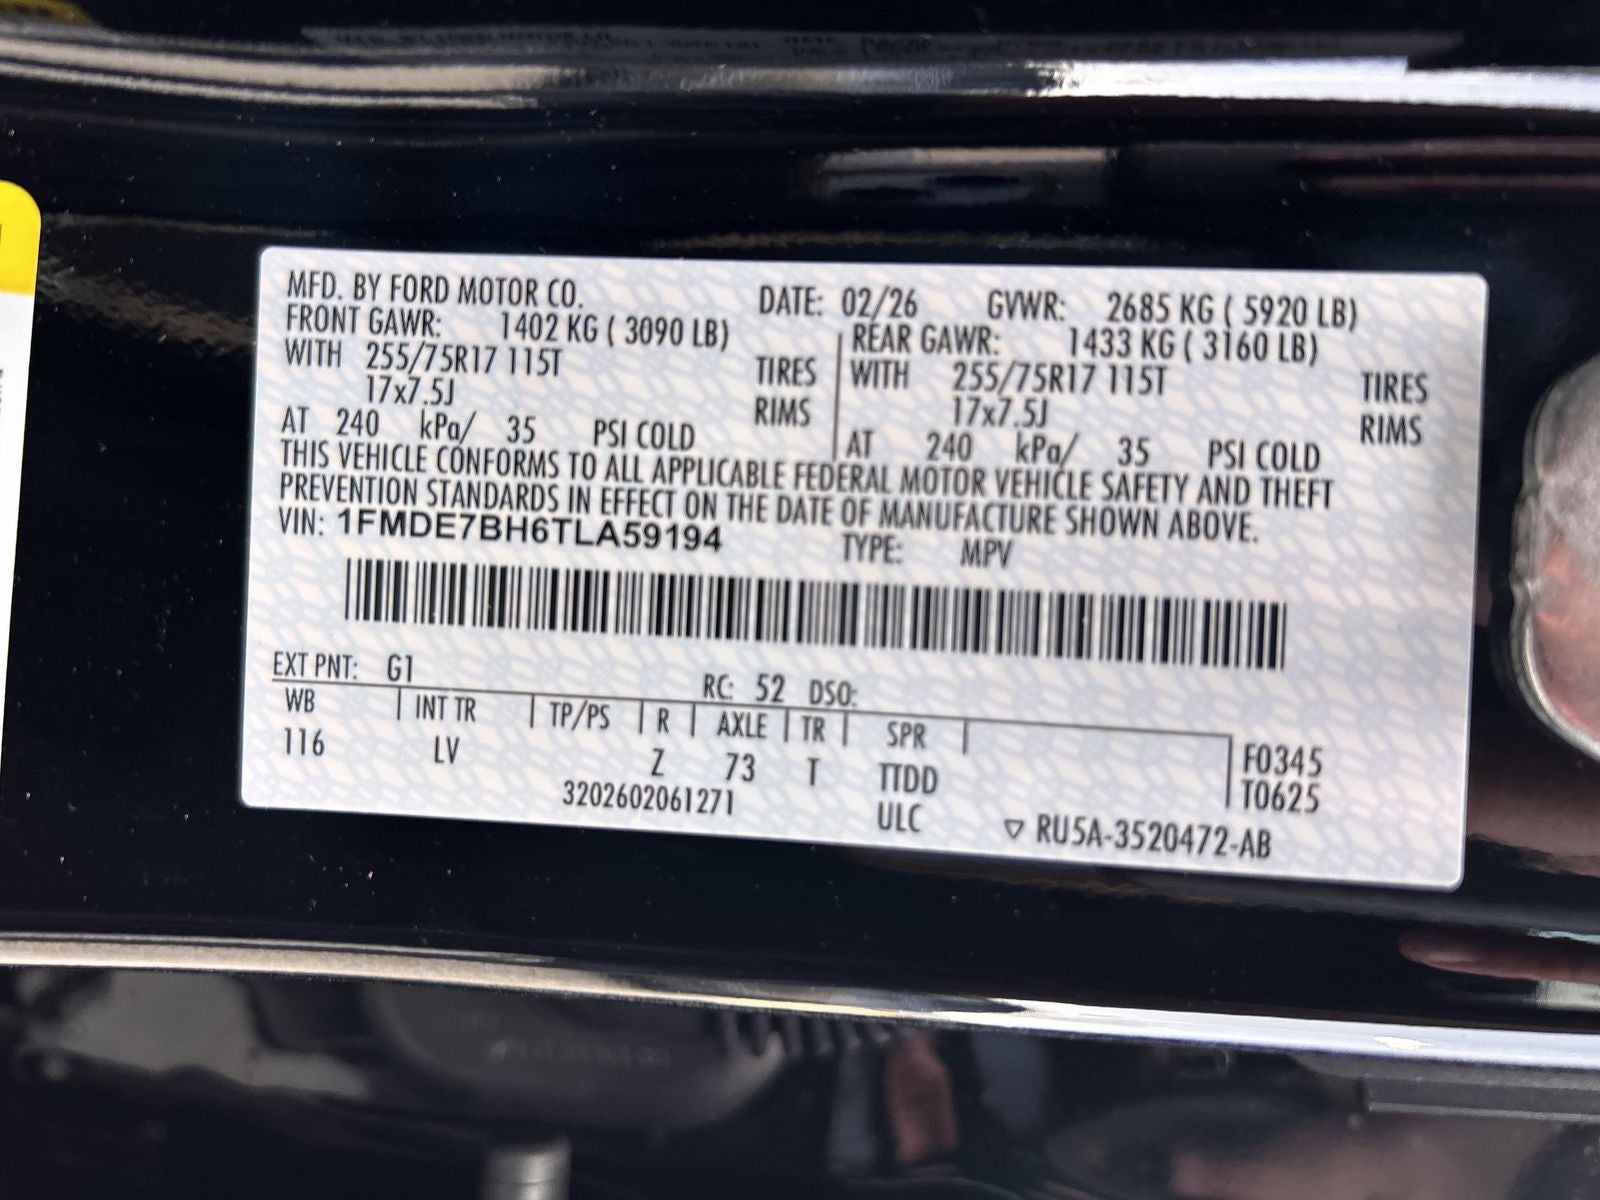 MFD. BY FORD MOTOR CO. DATE: 02/26 GVWR: 2685 KG ( 5920 LB)
FRONT GAWR: 1402 KG ( 3090 LB) REAR GAWR: 1433 KG ( 3160 LB)
WITH 255/75R17 115T TIRES WITH 255/75R17 115T TIRES
17x7.5J RIMS 17x7.5J RIMS
AT 240 kPa/ 35 PSI COLD AT 240 kPa/ 35 PSI COLD
THIS VEHICLE CONFORMS TO ALL APPLICABLE FEDERAL MOTOR VEHICLE SAFETY AND THEFT
PREVENTION STANDARDS IN EFFECT ON THE DATE OF MANUFACTURE SHOWN ABOVE.
VIN: 1FMDE7BH6TLA59194 TYPE: MPV
EXT PNT: G1 RC: 52 DSO:
WB INT TR TP/PS R AXLE TR SPR
116 LV Z 73 T TTDD F0345
3202602061271 ULC T0625
RU5A-3520472-AB